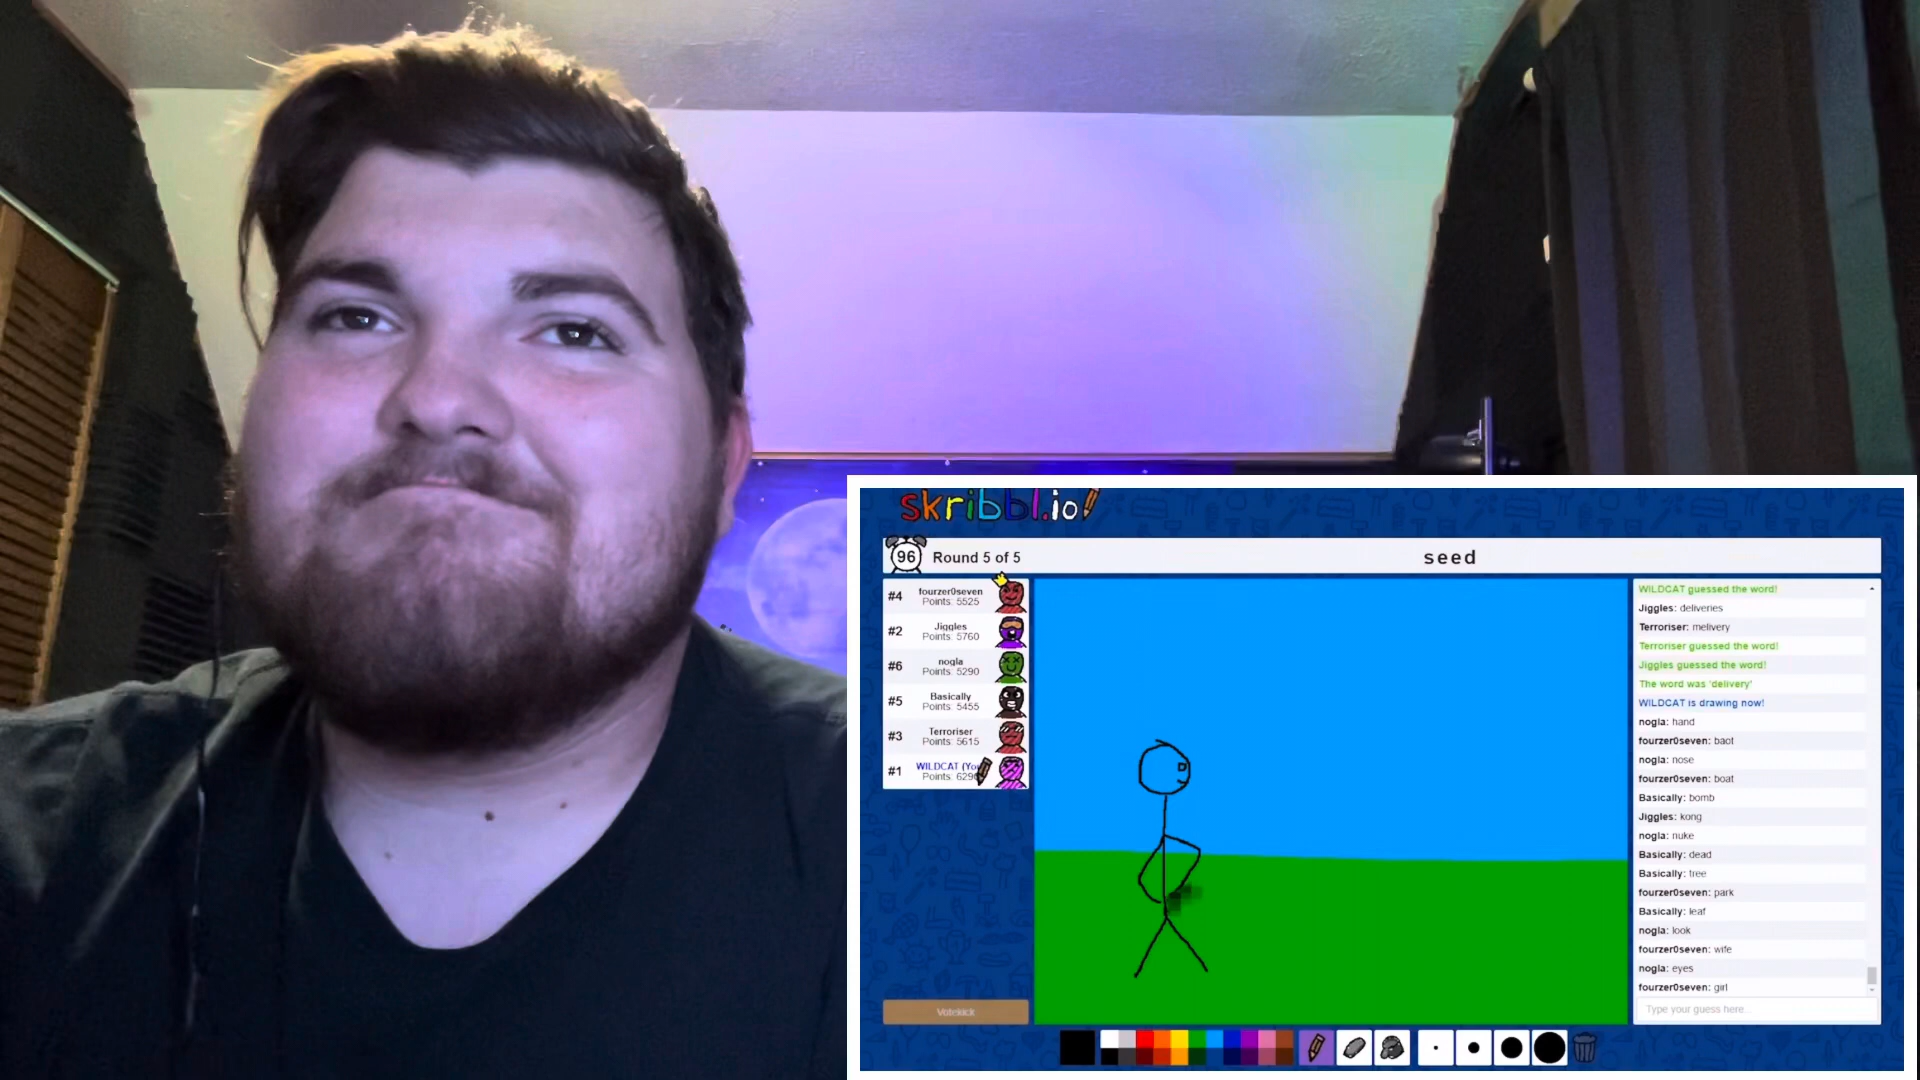 skribbl.io
96 Round 5 of 5
seed
#4 fourzer0seven
Points: 5525
#2 Jiggles
Points: 5760
#6 nogla
Points: 5290
#5 Basically
Points: 5455
#3 Terroriser
Points: 5615
#1 WILDCAT (You
Points: 6290
Votekick
WILDCAT guessed the word!
Jiggles: deliveries
Terroriser: melivery
Terroriser guessed the word!
Jiggles guessed the word!
The word was 'delivery'
WILDCAT is drawing now!
nogla: hand
fourzer0seven: baot
nogla: nose
fourzer0seven: boat
Basically: bomb
Jiggles: kong
nogla: nuke
Basically: dead
Basically: tree
fourzer0seven: park
Basically: leaf
nogla: look
fourzer0seven: wife
nogla: eyes
fourzer0seven: girl
Type your guess here...